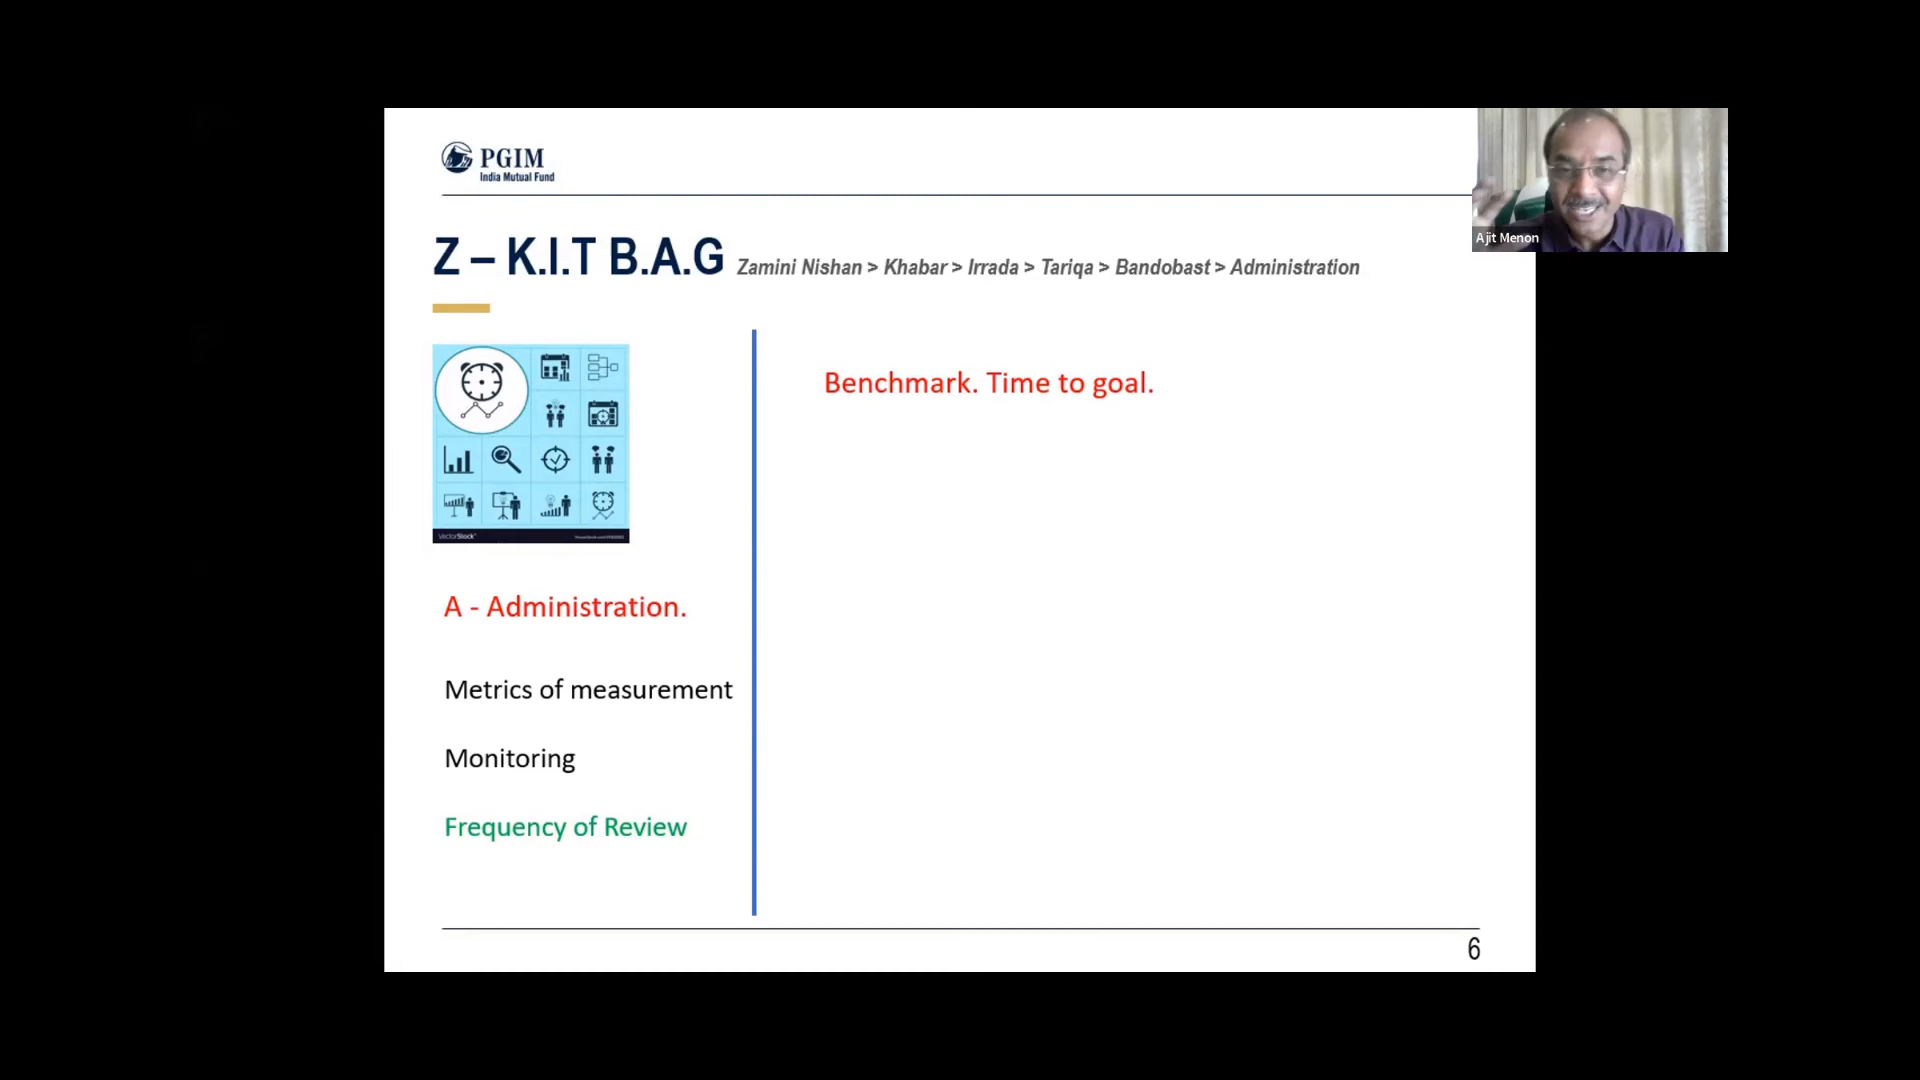 PGIM
India Mutual Fund
Ajit Menon
Z – K.I.T B.A.G Zamini Nishan > Khabar > Irrada > Tariqa > Bandobast > Administration
Benchmark. Time to goal.
VectorStock
A - Administration.
Metrics of measurement
Monitoring
Frequency of Review
6